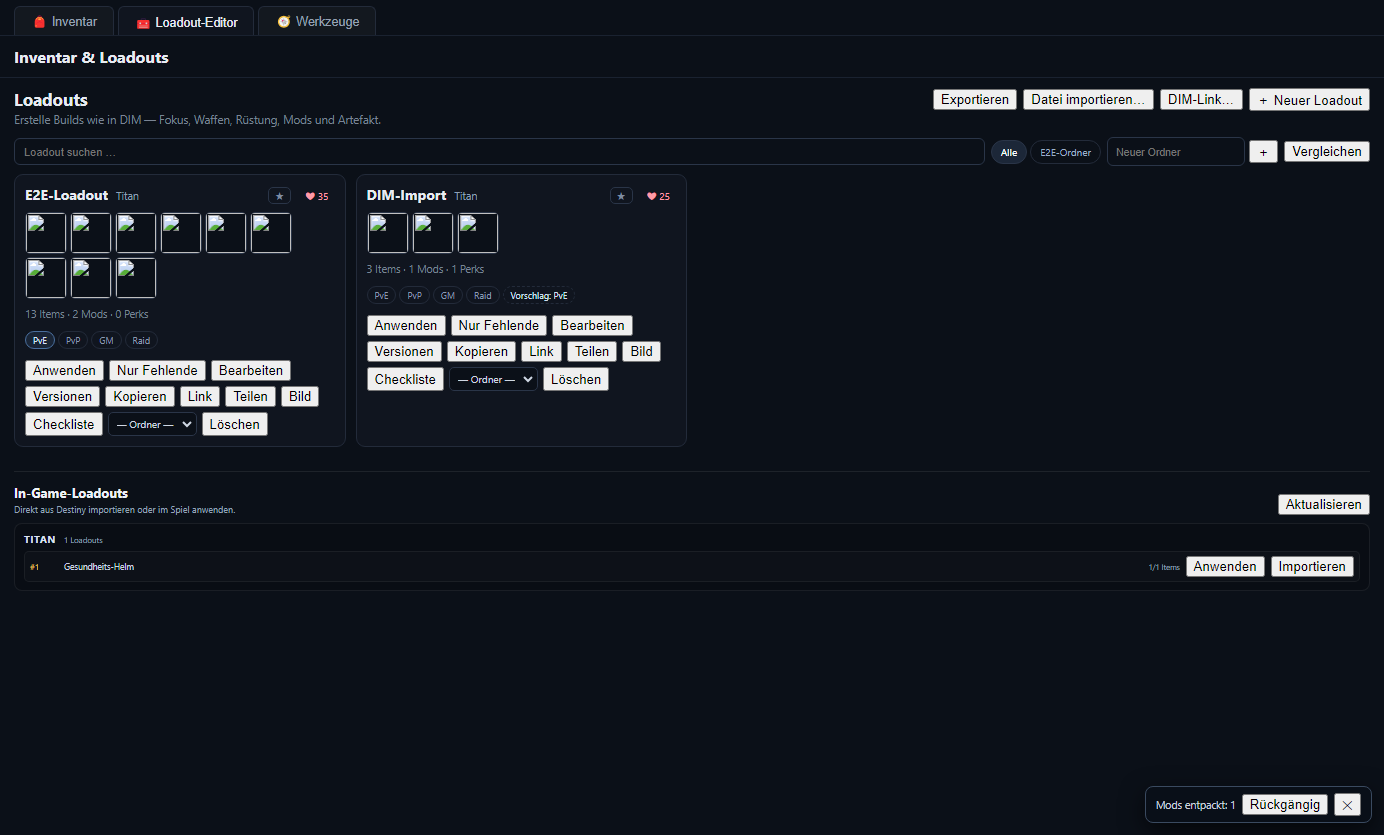 Inventar Loadout-Editor Werkzeuge
Inventar & Loadouts
Loadouts
Exportieren Datei importieren… DIM-Link… + Neuer Loadout
Erstelle Builds wie in DIM — Fokus, Waffen, Rüstung, Mods und Artefakt.
Loadout suchen … Alle E2E-Ordner Neuer Ordner + Vergleichen
E2E-Loadout Titan ★ 35
13 Items · 2 Mods · 0 Perks
PvE PvP GM Raid
Anwenden Nur Fehlende Bearbeiten
Versionen Kopieren Link Teilen Bild
Checkliste — Ordner — Löschen
DIM-Import Titan ★ 25
3 Items · 1 Mods · 1 Perks
PvE PvP GM Raid Vorschlag: PvE
Anwenden Nur Fehlende Bearbeiten
Versionen Kopieren Link Teilen Bild
Checkliste — Ordner — Löschen
In-Game-Loadouts
Direkt aus Destiny importieren oder im Spiel anwenden.
Aktualisieren
TITAN 1 Loadouts
#1 Gesundheits-Helm 1/1 Items Anwenden Importieren
Mods entpackt: 1 Rückgängig ×